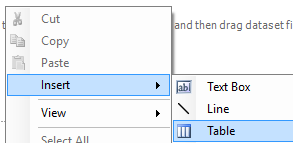 Cut
and then drag dataset fi
Copy
Paste
Insert
Text Box
View
Line
Table
Select All